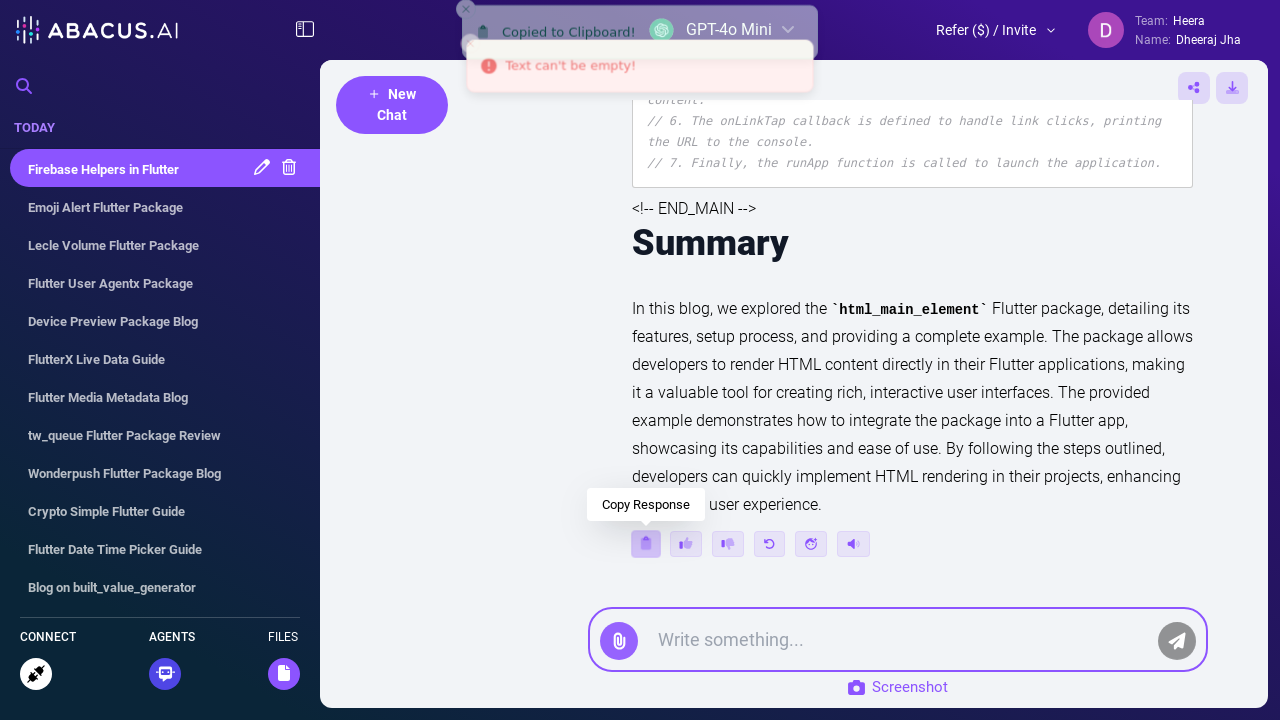 ABACUS.AI
Copied to Clipboard!
GPT-4o Mini
Text can't be empty!
Refer ($) / Invite
D
Team: Heera
Name: Dheeraj Jha
TODAY
Firebase Helpers in Flutter
Emoji Alert Flutter Package
Lecle Volume Flutter Package
Flutter User Agentx Package
Device Preview Package Blog
FlutterX Live Data Guide
Flutter Media Metadata Blog
tw_queue Flutter Package Review
Wonderpush Flutter Package Blog
Crypto Simple Flutter Guide
Flutter Date Time Picker Guide
Blog on built_value_generator
CONNECT
AGENTS
FILES
+ New
Chat
content.
// 6. The onLinkTap callback is defined to handle link clicks, printing
the URL to the console.
// 7. Finally, the runApp function is called to launch the application.
<!-- END_MAIN -->
Summary
In this blog, we explored the `html_main_element` Flutter package, detailing its
features, setup process, and providing a complete example. The package allows
developers to render HTML content directly in their Flutter applications, making
it a valuable tool for creating rich, interactive user interfaces. The provided
example demonstrates how to integrate the package into a Flutter app,
showcasing its capabilities and ease of use. By following the steps outlined,
developers can quickly implement HTML rendering in their projects, enhancing
user experience.
Copy Response
Write something...
Screenshot